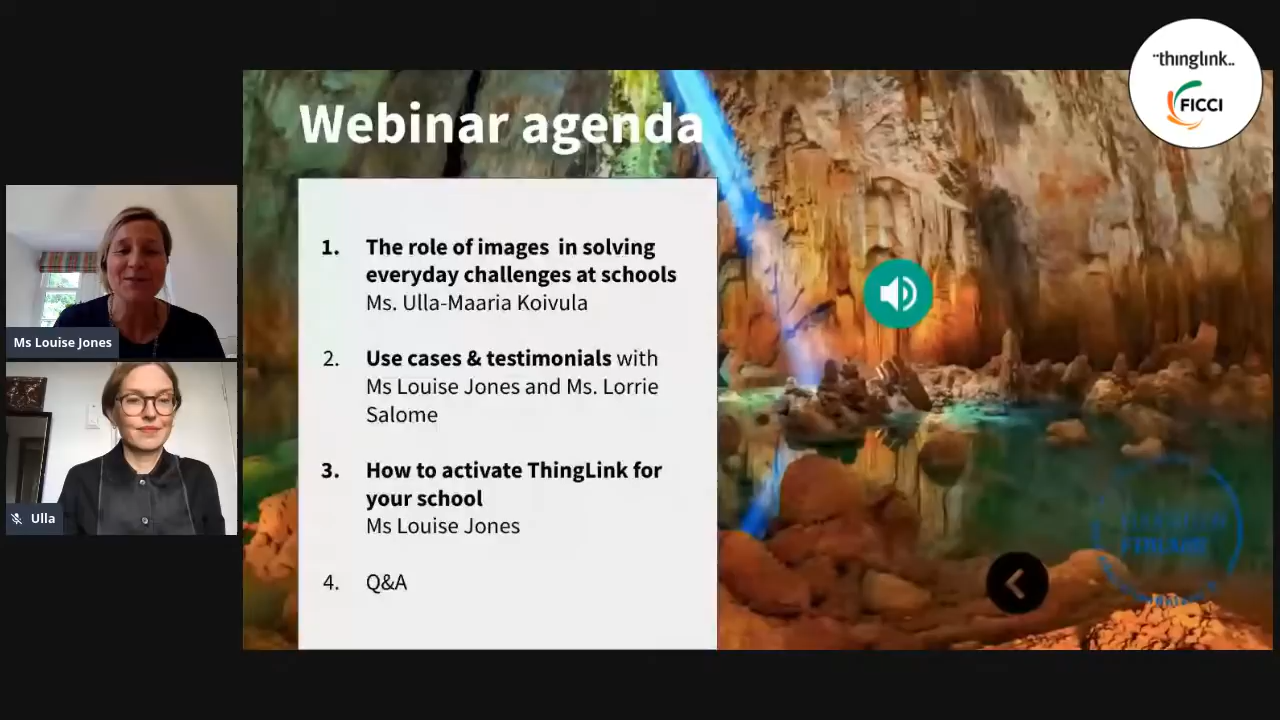 ¨thinglink..
FICCI
Webinar agenda
1. The role of images in solving
everyday challenges at schools
Ms. Ulla-Maaria Koivula
2. Use cases & testimonials with
Ms Louise Jones and Ms. Lorrie
Salome
3. How to activate ThingLink for
your school
Ms Louise Jones
4. Q&A
Ms Louise Jones
Ulla
FINLAND